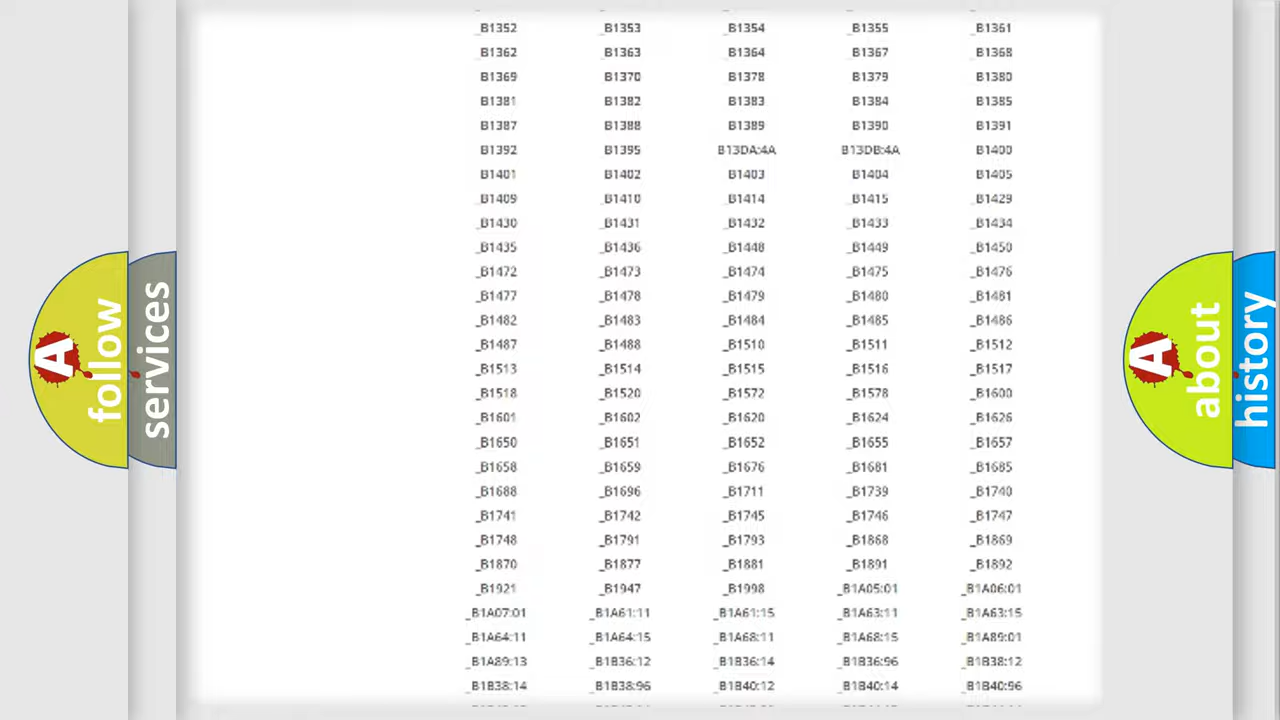 follow
services
_B1352 _B1353 _B1354 _B1355 _B1361
_B1362 _B1363 _B1364 _B1367 _B1368
_B1369 _B1370 _B1378 _B1379 _B1380
_B1381 _B1382 _B1383 _B1384 _B1385
_B1387 _B1388 _B1389 _B1390 _B1391
_B1392 _B1395 _B13DA:4A _B13DB:4A _B1400
_B1401 _B1402 _B1403 _B1404 _B1405
_B1409 _B1410 _B1414 _B1415 _B1429
_B1430 _B1431 _B1432 _B1433 _B1434
_B1435 _B1436 _B1448 _B1449 _B1450
_B1472 _B1473 _B1474 _B1475 _B1476
_B1477 _B1478 _B1479 _B1480 _B1481
_B1482 _B1483 _B1484 _B1485 _B1486
_B1487 _B1488 _B1510 _B1511 _B1512
_B1513 _B1514 _B1515 _B1516 _B1517
_B1518 _B1520 _B1572 _B1578 _B1600
_B1601 _B1602 _B1620 _B1624 _B1626
_B1650 _B1651 _B1652 _B1655 _B1657
_B1658 _B1659 _B1676 _B1681 _B1685
_B1688 _B1696 _B1711 _B1739 _B1740
_B1741 _B1742 _B1745 _B1746 _B1747
_B1748 _B1791 _B1793 _B1868 _B1869
_B1870 _B1877 _B1881 _B1891 _B1892
_B1921 _B1947 _B1998 _B1A05:01 _B1A06:01
_B1A07:01 _B1A61:11 _B1A61:15 _B1A63:11 _B1A63:15
_B1A64:11 _B1A64:15 _B1A68:11 _B1A68:15 _B1A89:01
_B1A89:13 _B1B36:12 _B1B36:14 _B1B36:96 _B1B38:12
_B1B38:14 _B1B38:96 _B1B40:12 _B1B40:14 _B1B40:96
A
about
history
A